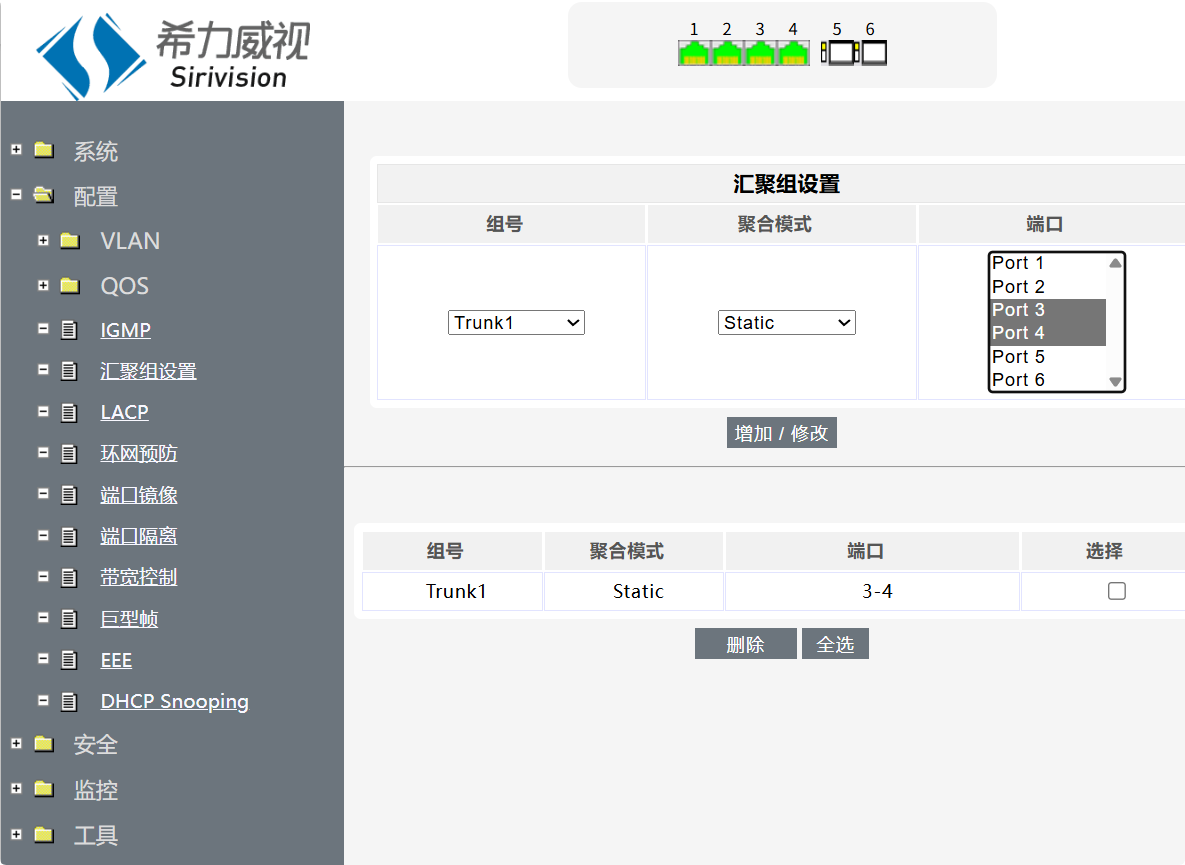 希力威视
Sirivision
1 2 3 4 5 6
系统
配置
VLAN
QOS
IGMP
汇聚组设置
LACP
环网预防
端口镜像
端口隔离
带宽控制
巨型帧
EEE
DHCP Snooping
安全
监控
工具
汇聚组设置
组号 聚合模式 端口
Trunk1 Static
Port 1
Port 2
Port 3
Port 4
Port 5
Port 6
增加 / 修改
组号 聚合模式 端口 选择
Trunk1 Static 3-4
删除 全选